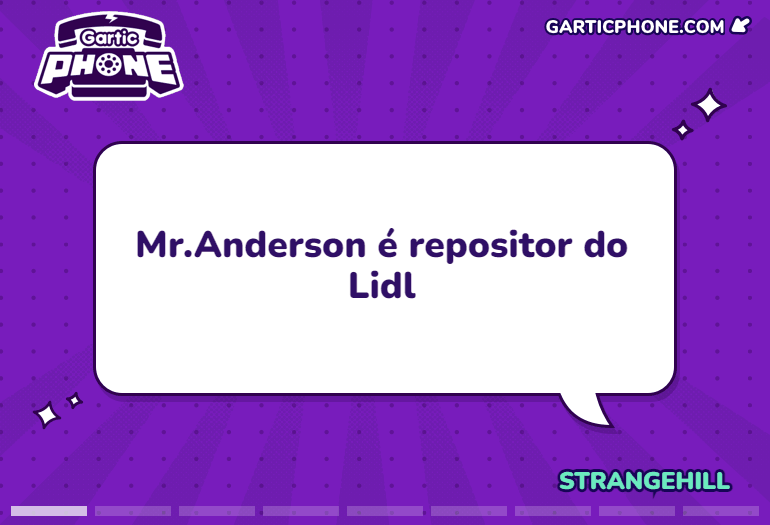 Gartic
PHONE
GARTICPHONE.COM
Mr.Anderson é repositor do
Lidl
STRANGEHILL